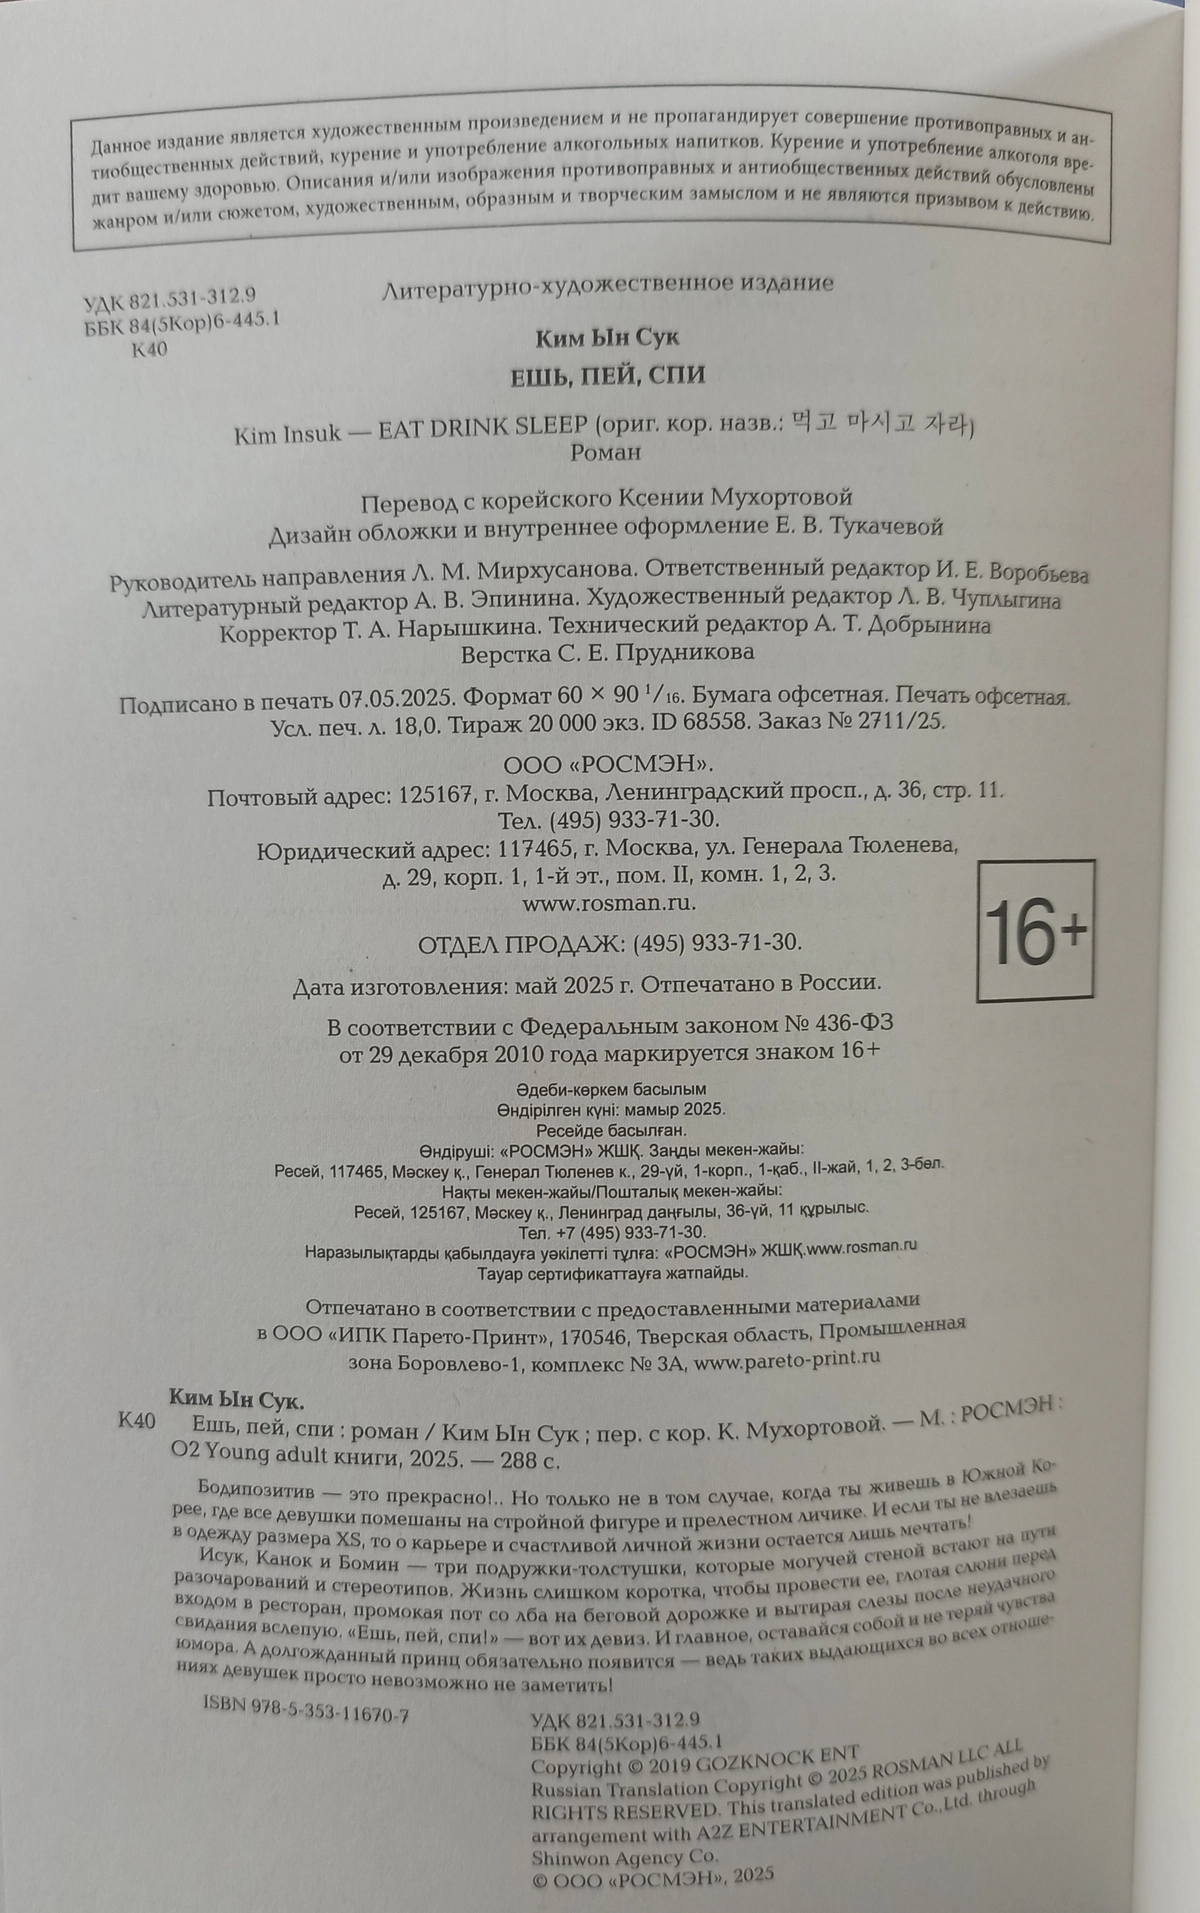 Данное издание является художественным произведением и не пропагандирует совершение противоправных и ан-
тиобщественных действий, курение и употребление алкогольных напитков. Курение и употребление алкоголя вре-
дит вашему здоровью. Описания и/или изображения противоправных и антиобщественных действий обусловлены
жанром и/или сюжетом, художественным, образным и творческим замыслом и не являются призывом к действию.
УДК 821.531-312.9
ББК 84(5Кор)6-445.1
К40
Литературно-художественное издание
Ким Ын Сук
ЕШЬ, ПЕЙ, СПИ
Kim Insuk — EAT DRINK SLEEP (ориг. кор. назв.: 먹고 마시고 자라)
Роман
Перевод с корейского Ксении Мухортовой
Дизайн обложки и внутреннее оформление Е. В. Тукачевой
Руководитель направления Л. М. Мирхусанова. Ответственный редактор И. Е. Воробьева
Литературный редактор А. В. Эпинина. Художественный редактор Л. В. Чуплыгина
Корректор Т. А. Нарышкина. Технический редактор А. Т. Добрынина
Верстка С. Е. Прудникова
Подписано в печать 07.05.2025. Формат 60 × 90 ¹/₁₆. Бумага офсетная. Печать офсетная.
Усл. печ. л. 18,0. Тираж 20 000 экз. ID 68558. Заказ № 2711/25.
ООО «РОСМЭН».
Почтовый адрес: 125167, г. Москва, Ленинградский просп., д. 36, стр. 11.
Тел. (495) 933-71-30.
Юридический адрес: 117465, г. Москва, ул. Генерала Тюленева,
д. 29, корп. 1, 1-й эт., пом. II, комн. 1, 2, 3.
www.rosman.ru.
16+
ОТДЕЛ ПРОДАЖ: (495) 933-71-30.
Дата изготовления: май 2025 г. Отпечатано в России.
В соответствии с Федеральным законом № 436-ФЗ
от 29 декабря 2010 года маркируется знаком 16+
Әдеби-көркем басылым
Өндірілген күні: мамыр 2025.
Ресейде басылған.
Өндіруші: «РОСМЭН» ЖШҚ. Заңды мекен-жайы:
Ресей, 117465, Мәскеу қ., Генерал Тюленев к., 29-үй, 1-корп., 1-қаб., II-жай, 1, 2, 3-бөл.
Нақты мекен-жайы/Пошталық мекен-жайы:
Ресей, 125167, Мәскеу қ., Ленинград даңғылы, 36-үй, 11 құрылыс.
Тел. +7 (495) 933-71-30.
Наразылықтарды қабылдауға уәкілетті тұлға: «РОСМЭН» ЖШҚ.www.rosman.ru
Тауар сертификаттауға жатпайды.
Отпечатано в соответствии с предоставленными материалами
в ООО «ИПК Парето-Принт», 170546, Тверская область, Промышленная
зона Боровлево-1, комплекс № 3А, www.pareto-print.ru
Ким Ын Сук.
К40 Ешь, пей, спи : роман / Ким Ын Сук ; пер. с кор. К. Мухортовой. — М. : РОСМЭН :
О2 Young adult книги, 2025. — 288 с.
Бодипозитив — это прекрасно!.. Но только не в том случае, когда ты живешь в Южной Ко-
рее, где все девушки помешаны на стройной фигуре и прелестном личике. И если ты не влезаешь
в одежду размера XS, то о карьере и счастливой личной жизни остается лишь мечтать!
Исук, Канок и Бомин — три подружки-толстушки, которые могучей стеной встают на пути
разочарований и стереотипов. Жизнь слишком коротка, чтобы провести ее, глотая слюни перед
входом в ресторан, промокая пот со лба на беговой дорожке и вытирая слезы после неудачного
свидания вслепую. «Ешь, пей, спи!» — вот их девиз. И главное, оставайся собой и не теряй чувства
юмора. А долгожданный принц обязательно появится — ведь таких выдающихся во всех отноше-
ниях девушек просто невозможно не заметить!
ISBN 978-5-353-11670-7
УДК 821.531-312.9
ББК 84(5Кор)6-445.1
Copyright © 2019 GOZKNOCK ENT
Russian Translation Copyright © 2025 ROSMAN LLC ALL
RIGHTS RESERVED. This translated edition was published by
arrangement with A2Z ENTERTAINMENT Co.,Ltd. through
Shinwon Agency Co.
© ООО «РОСМЭН», 2025